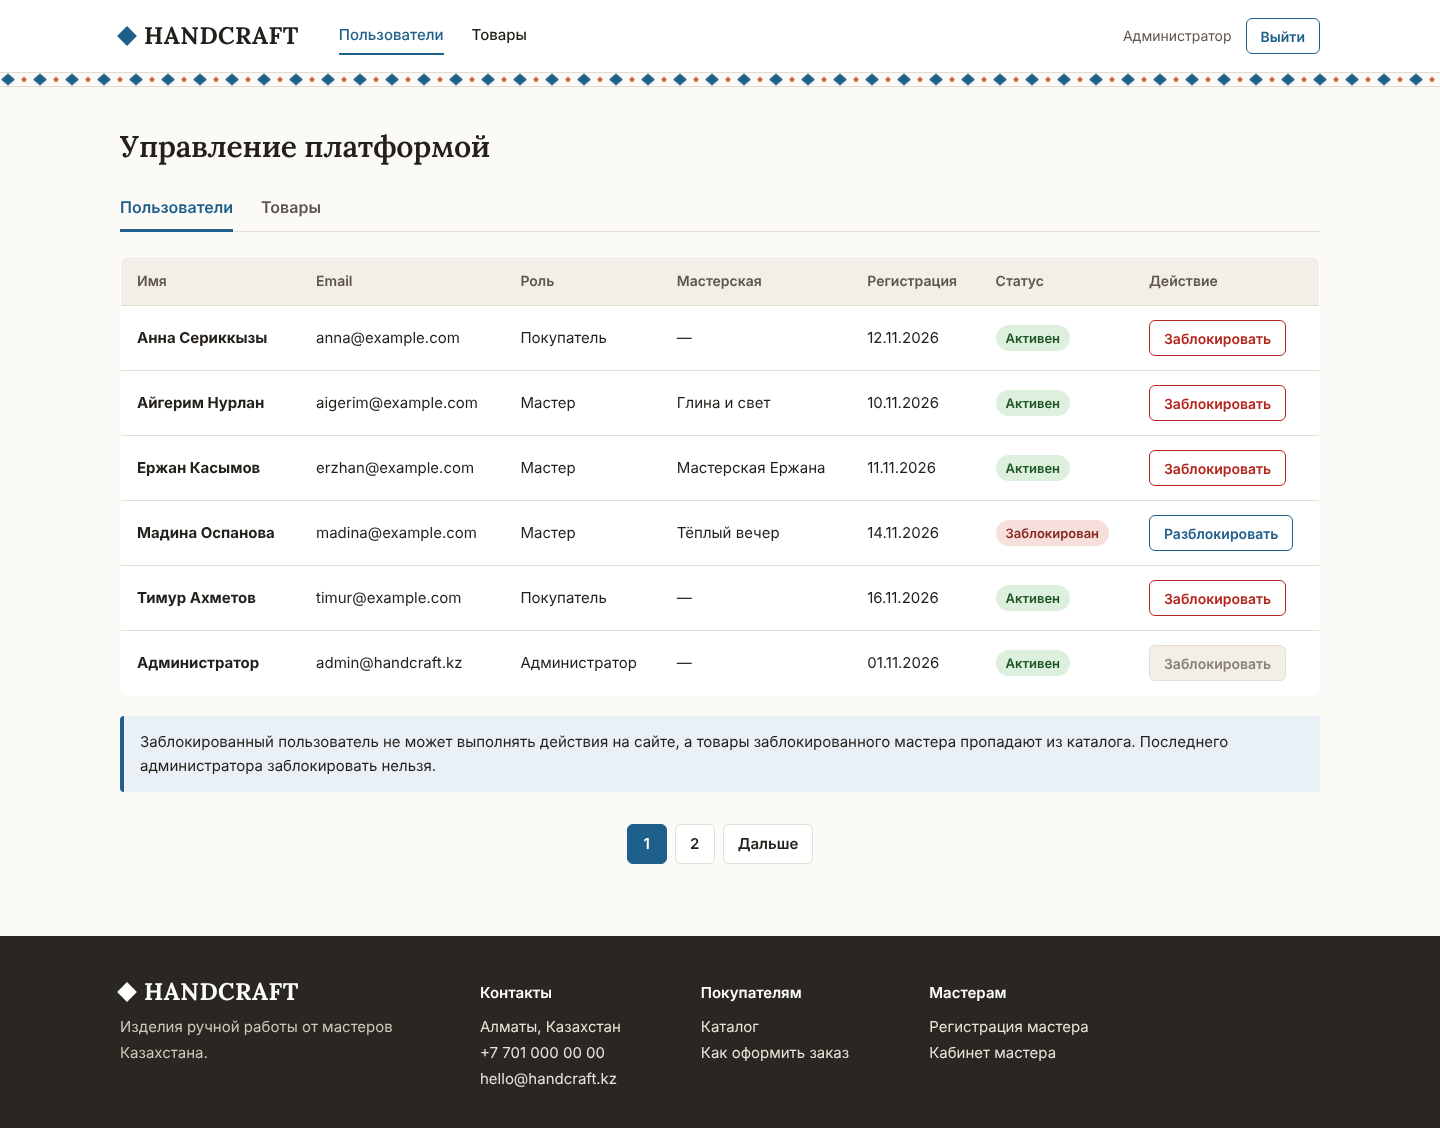 HANDCRAFT Пользователи Товары Администратор Выйти
Управление платформой
Пользователи Товары
Имя Email Роль Мастерская Регистрация Статус Действие
Анна Сериккызы anna@example.com Покупатель — 12.11.2026 Активен Заблокировать
Айгерим Нурлан aigerim@example.com Мастер Глина и свет 10.11.2026 Активен Заблокировать
Ержан Касымов erzhan@example.com Мастер Мастерская Ержана 11.11.2026 Активен Заблокировать
Мадина Оспанова madina@example.com Мастер Тёплый вечер 14.11.2026 Заблокирован Разблокировать
Тимур Ахметов timur@example.com Покупатель — 16.11.2026 Активен Заблокировать
Администратор admin@handcraft.kz Администратор — 01.11.2026 Активен Заблокировать
Заблокированный пользователь не может выполнять действия на сайте, а товары заблокированного мастера пропадают из каталога. Последнего
администратора заблокировать нельзя.
1 2 Дальше
HANDCRAFT
Изделия ручной работы от мастеров
Казахстана.
Контакты
Алматы, Казахстан
+7 701 000 00 00
hello@handcraft.kz
Покупателям
Каталог
Как оформить заказ
Мастерам
Регистрация мастера
Кабинет мастера